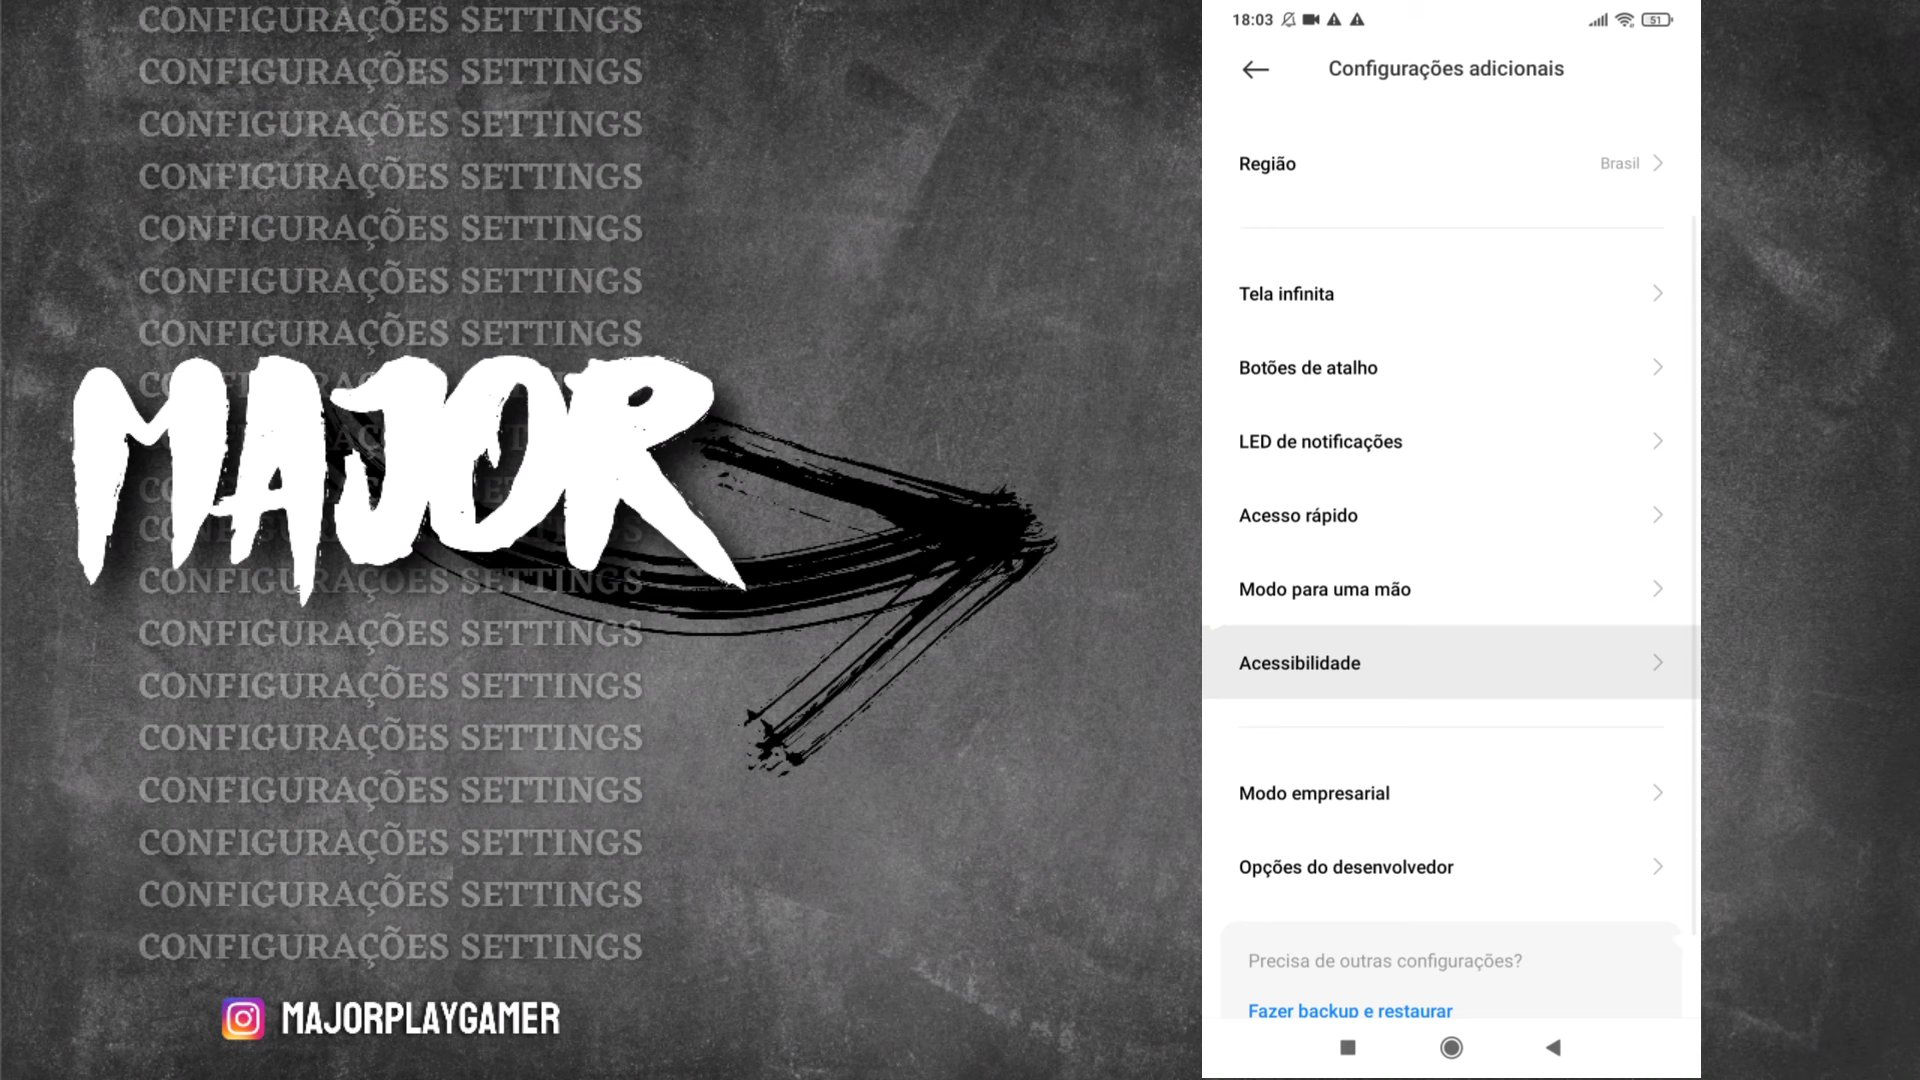 CONFIGURAÇÕES SETTINGS
CONFIGURAÇÕES SETTINGS
CONFIGURAÇÕES SETTINGS
CONFIGURAÇÕES SETTINGS
CONFIGURAÇÕES SETTINGS
CONFIGURAÇÕES SETTINGS
CONFIGURAÇÕES SETTINGS
MAJOR
CONFIGURAÇÕES SETTINGS
CONFIGURAÇÕES SETTINGS
CONFIGURAÇÕES SETTINGS
CONFIGURAÇÕES SETTINGS
CONFIGURAÇÕES SETTINGS
CONFIGURAÇÕES SETTINGS
CONFIGURAÇÕES SETTINGS
CONFIGURAÇÕES SETTINGS
MAJORPLAYGAMER
18:03
51
Configurações adicionais
Região Brasil
Tela infinita
Botões de atalho
LED de notificações
Acesso rápido
Modo para uma mão
Acessibilidade
Modo empresarial
Opções do desenvolvedor
Precisa de outras configurações?
Fazer backup e restaurar